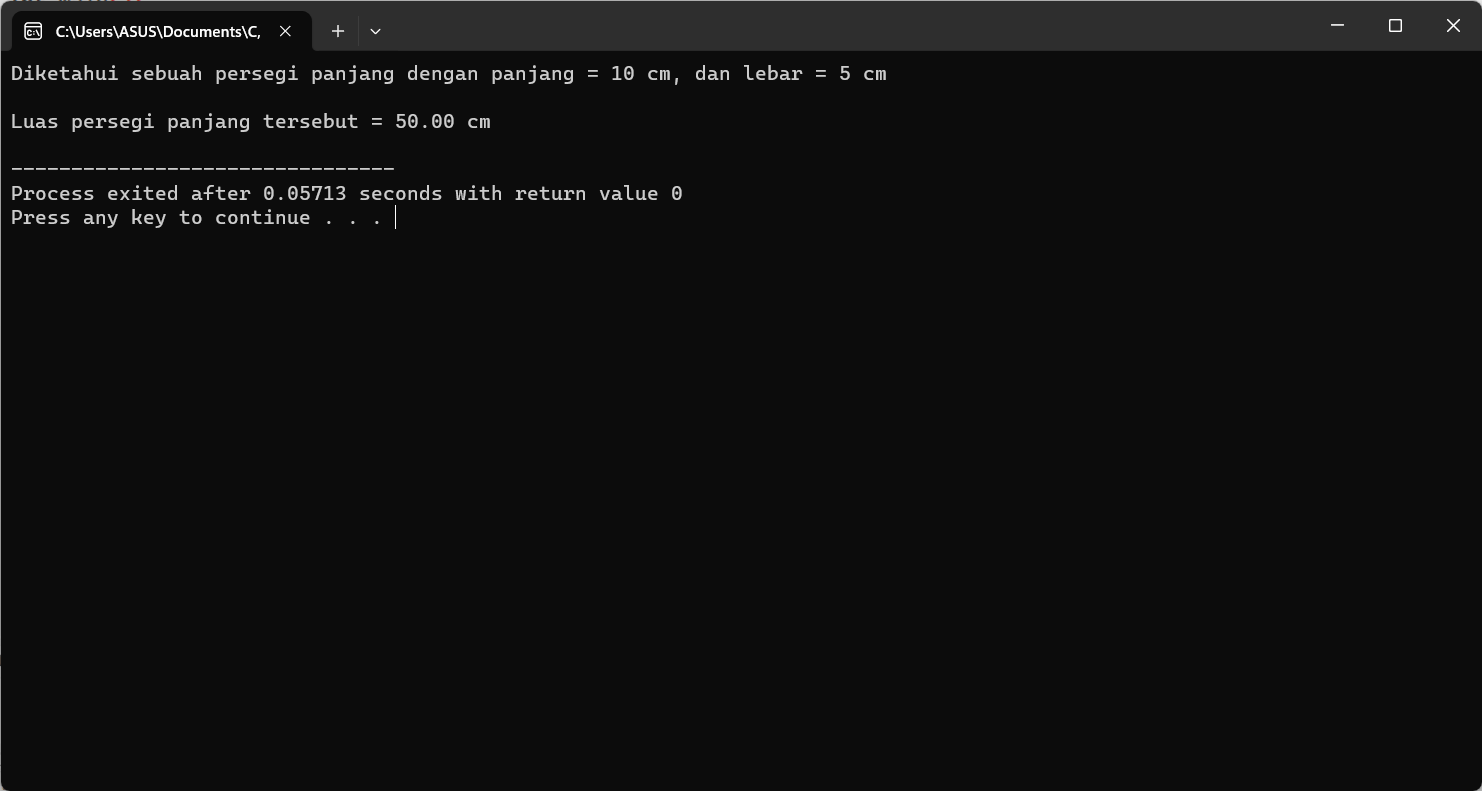 C:\Users\ASUS\Documents\C,
Diketahui sebuah persegi panjang dengan panjang = 10 cm, dan lebar = 5 cm
Luas persegi panjang tersebut = 50.00 cm
--------------------------------
Process exited after 0.05713 seconds with return value 0
Press any key to continue . . .